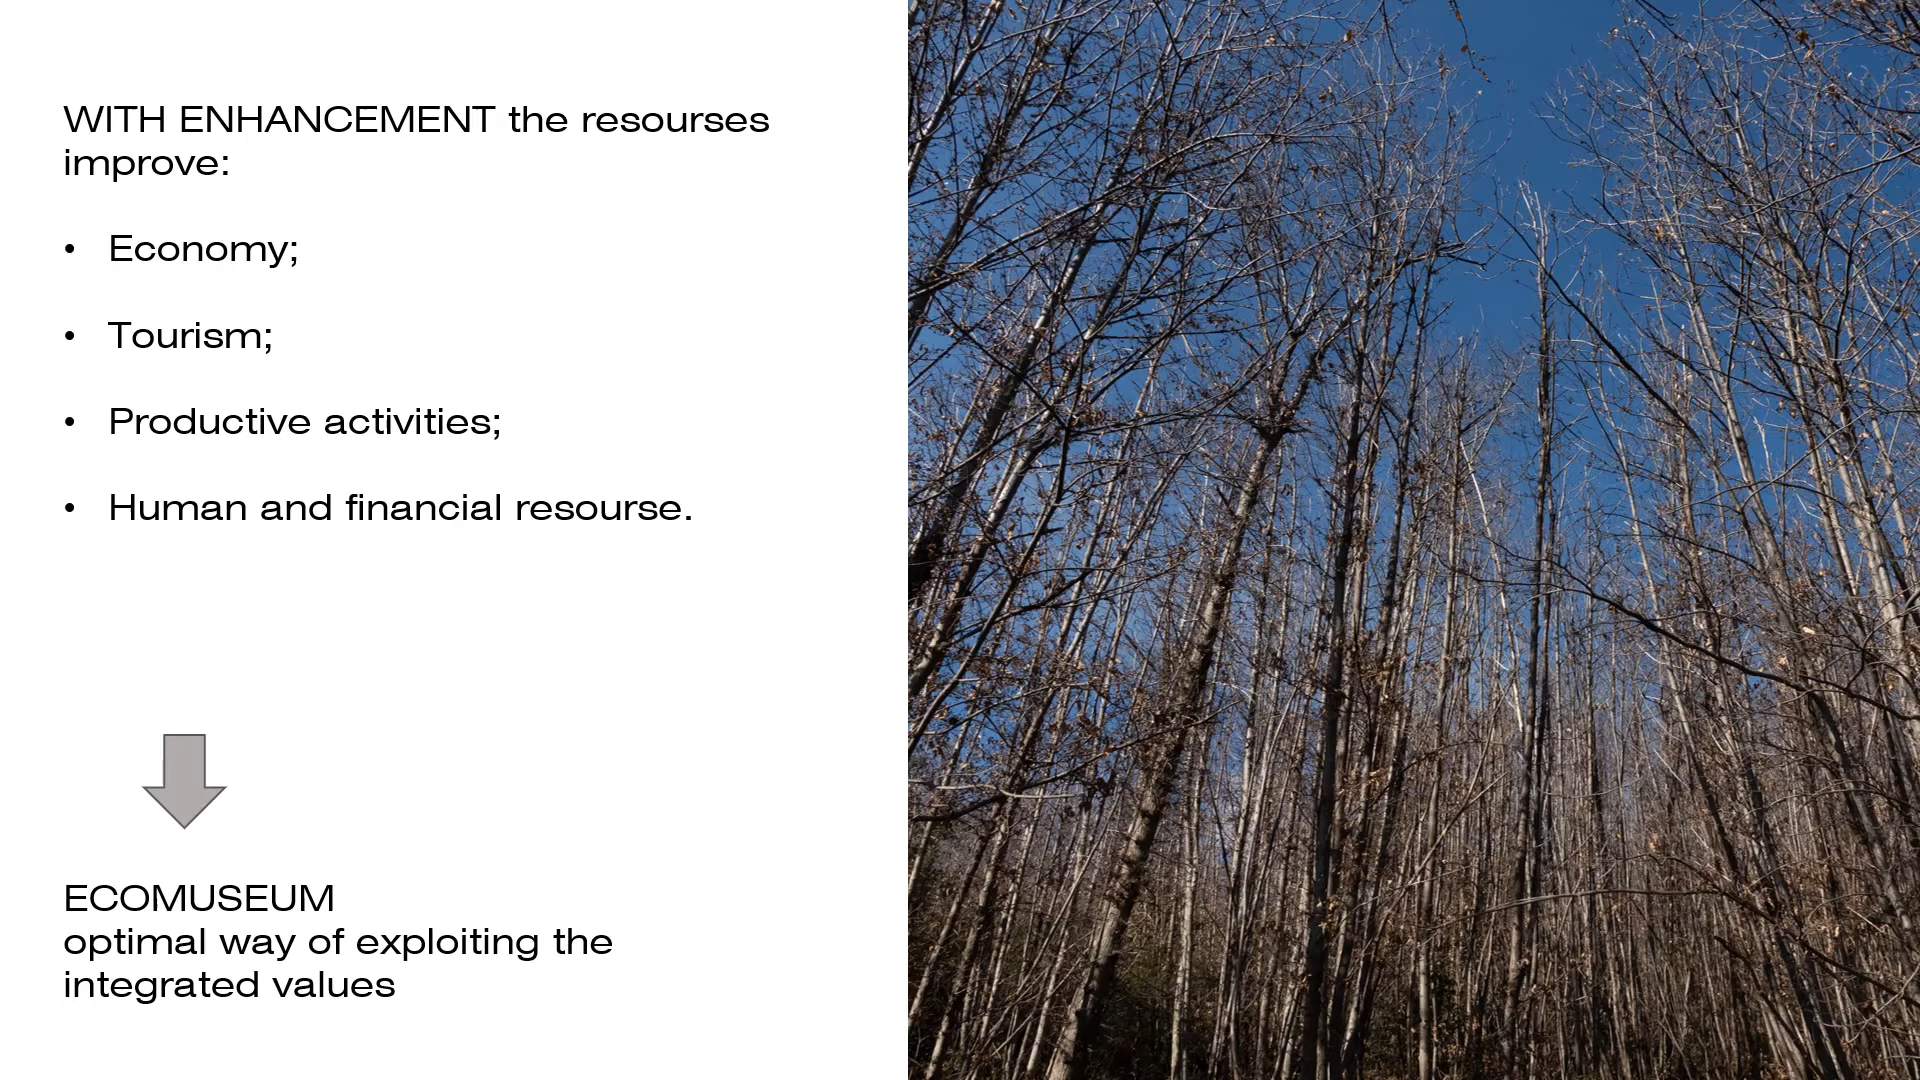 WITH ENHANCEMENT the resourses
improve:
• Economy;
• Tourism;
• Productive activities;
• Human and financial resourse.
ECOMUSEUM
optimal way of exploiting the
integrated values